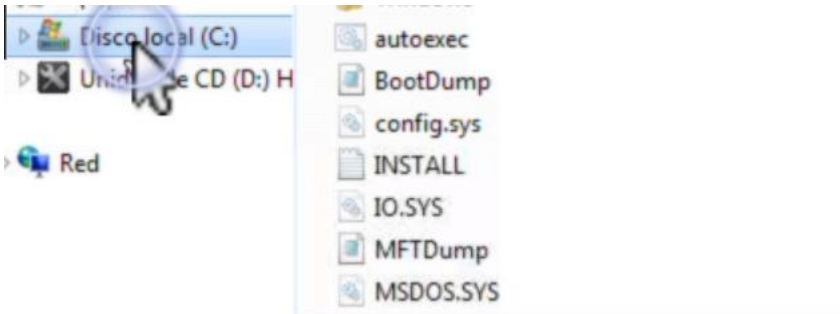 Disco local (C:)
CD (D:) H
Red
autoexec
BootDump
config.sys
INSTALL
IO.SYS
MFTDump
MSDOS.SYS